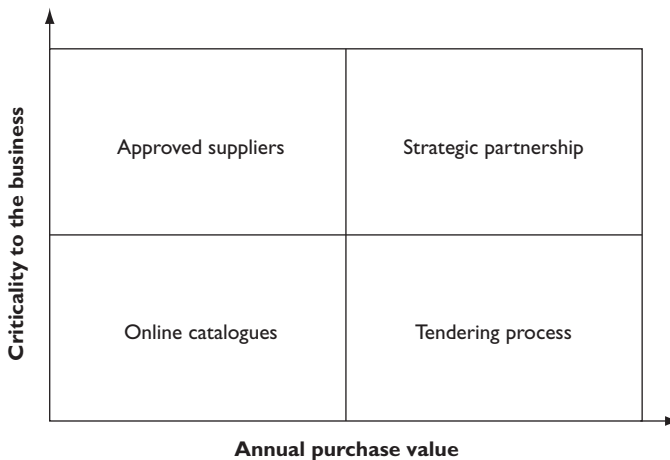 Criticality to the business
Approved suppliers
Strategic partnership
Online catalogues
Tendering process
Annual purchase value